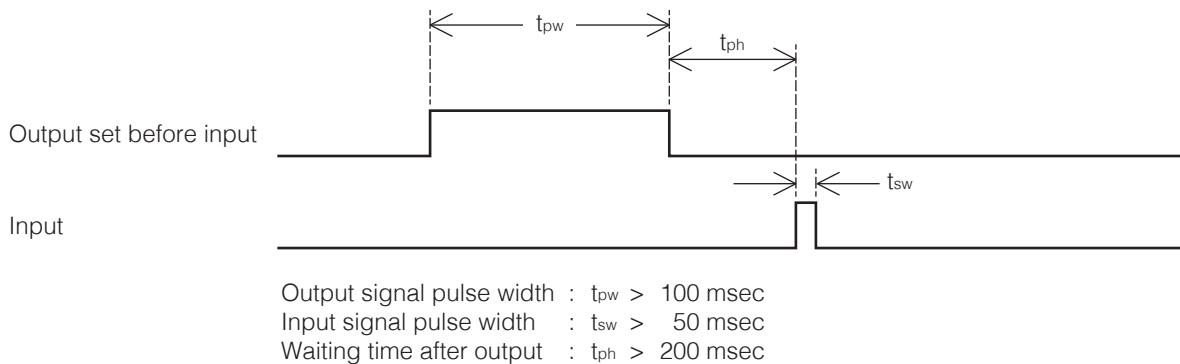 tpw
tph
Output set before input
tsw
Input
Output signal pulse width : tpw > 100 msec
Input signal pulse width : tsw > 50 msec
Waiting time after output : tph > 200 msec